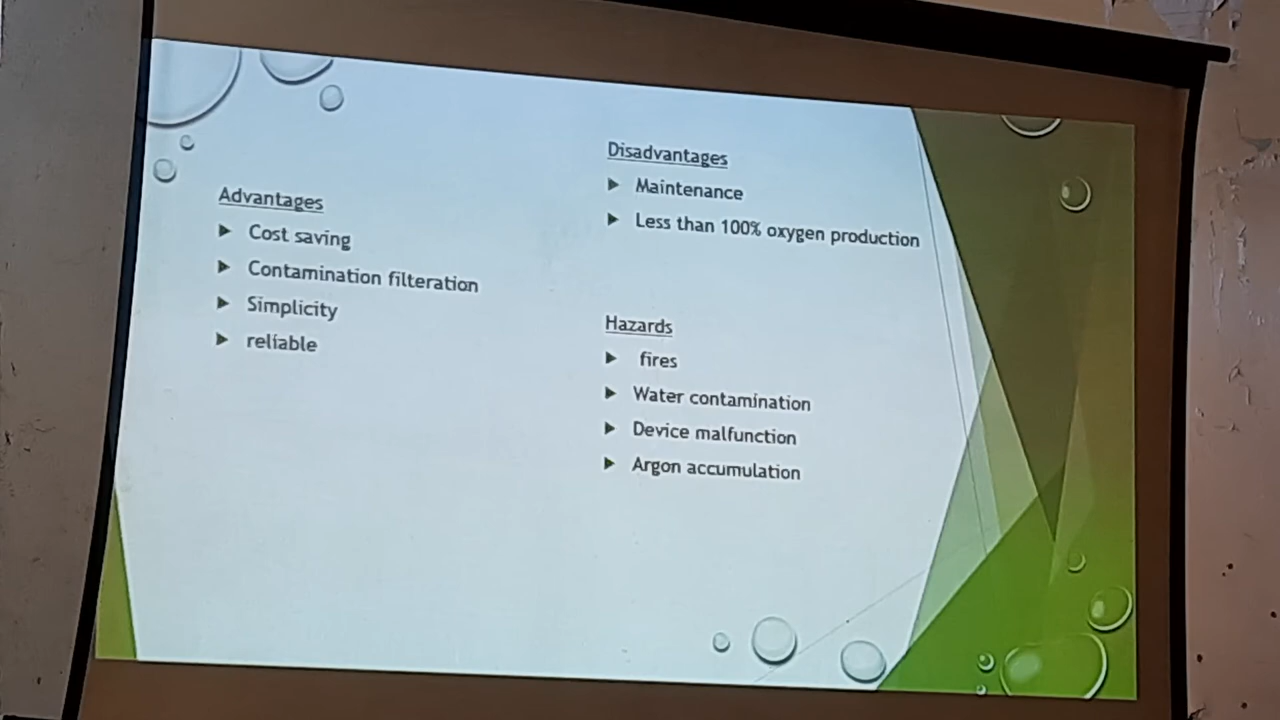 Advantages
Cost saving
Contamination filteration
Simplicity
reliable
Disadvantages
Maintenance
Less than 100% oxygen production
Hazards
fires
Water contamination
Device malfunction
Argon accumulation